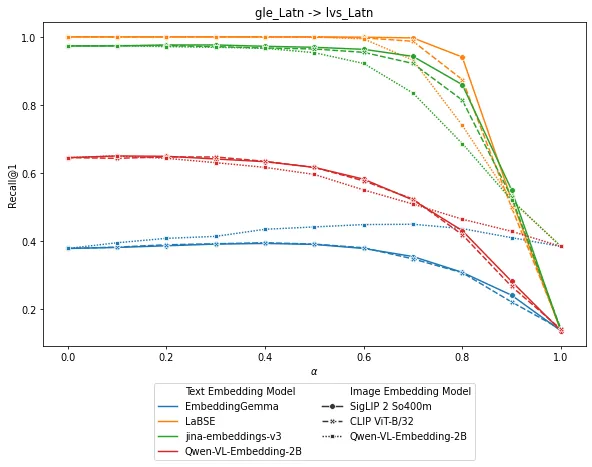 gle_Latn -> lvs_Latn
Recall@1
1.0
0.8
0.6
0.4
0.2
0.0 0.2 0.4 0.6 0.8 1.0
α
Text Embedding Model Image Embedding Model
EmbeddingGemma SigLIP 2 So400m
LaBSE CLIP ViT-B/32
jina-embeddings-v3 Qwen-VL-Embedding-2B
Qwen-VL-Embedding-2B